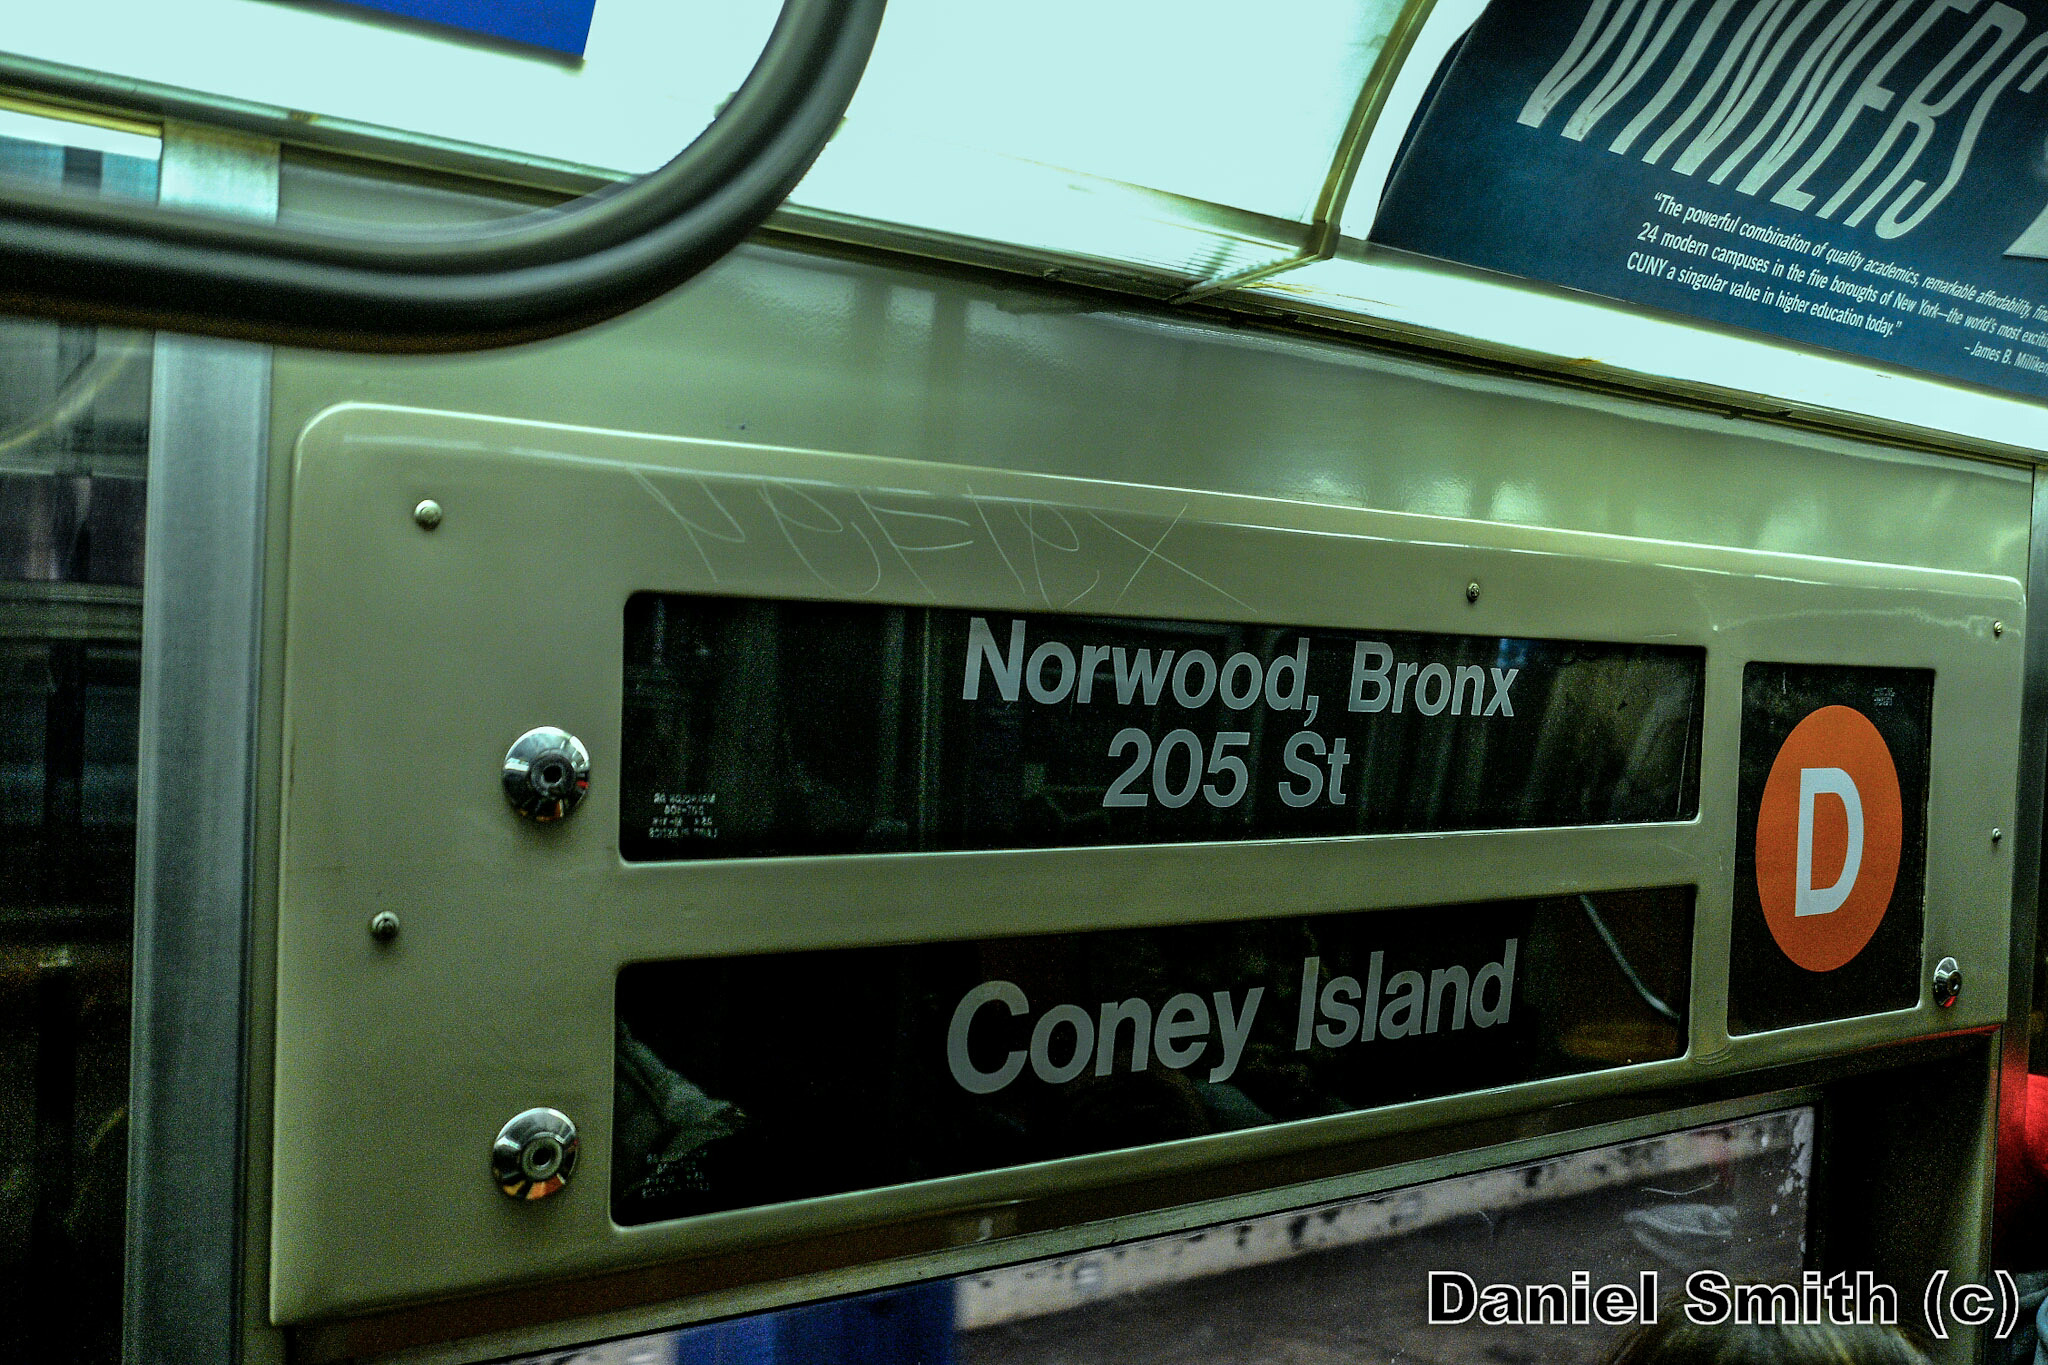 WINNERS
"The powerful combination of quality academics, remarkable affordability,
24 modern campuses in the five boroughs of New York—the world's most
CUNY a singular value in higher education today."
– James B.
Norwood, Bronx
205 St
D
Coney Island
Daniel Smith (c)